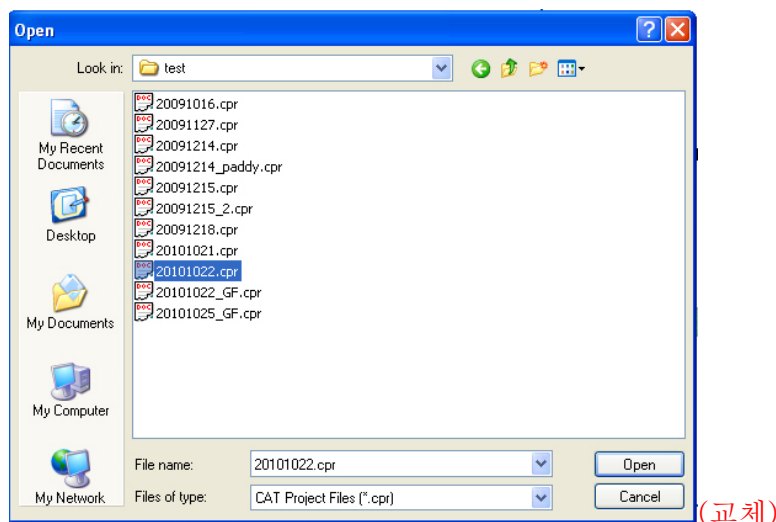 Open
Look in: test
My Recent
Documents
Desktop
My Documents
My Computer
My Network
20091016.cpr
20091127.cpr
20091214.cpr
20091214_paddy.cpr
20091215.cpr
20091215_2.cpr
20091218.cpr
20101021.cpr
20101022.cpr
20101022_GF.cpr
20101025_GF.cpr
File name: 20101022.cpr Open
Files of type: CAT Project Files (*.cpr) Cancel
(교체)